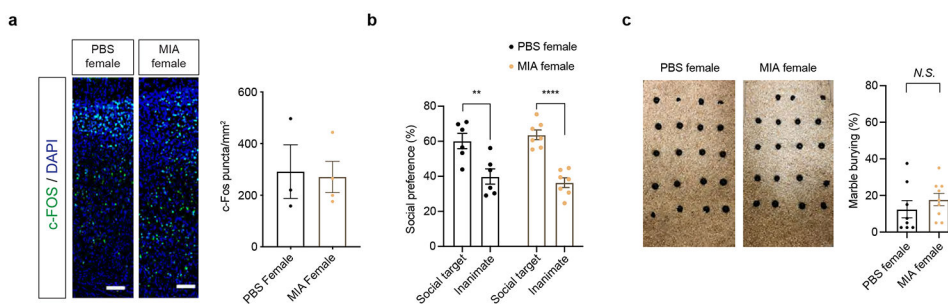 a
PBS
female
MIA
female
c-FOS / DAPI
c-Fos puncta/mm²
600
400
200
0
PBS Female
MIA Female
b
PBS female
MIA female
**
****
Social preference (%)
80
60
40
20
0
Social target
Inanimate
Social target
Inanimate
c
PBS female
MIA female
N.S.
Marble burying (%)
80
60
40
20
0
PBS female
MIA female